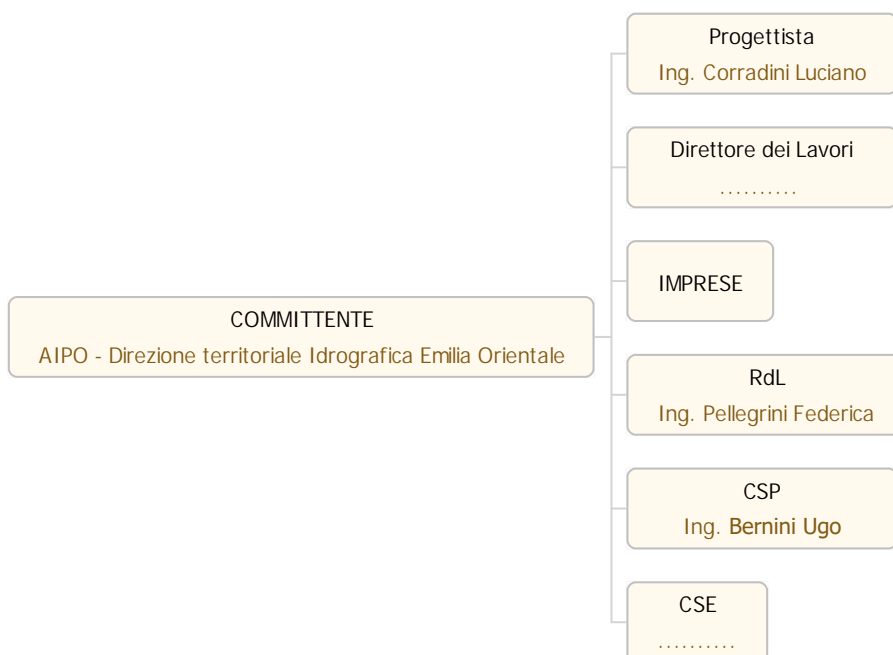 Progettista
Ing. Corradini Luciano
Direttore dei Lavori
..........
IMPRESE
COMMITTENTE
AIPO - Direzione territoriale Idrografica Emilia Orientale
RdL
Ing. Pellegrini Federica
CSP
Ing. Bernini Ugo
CSE
..........